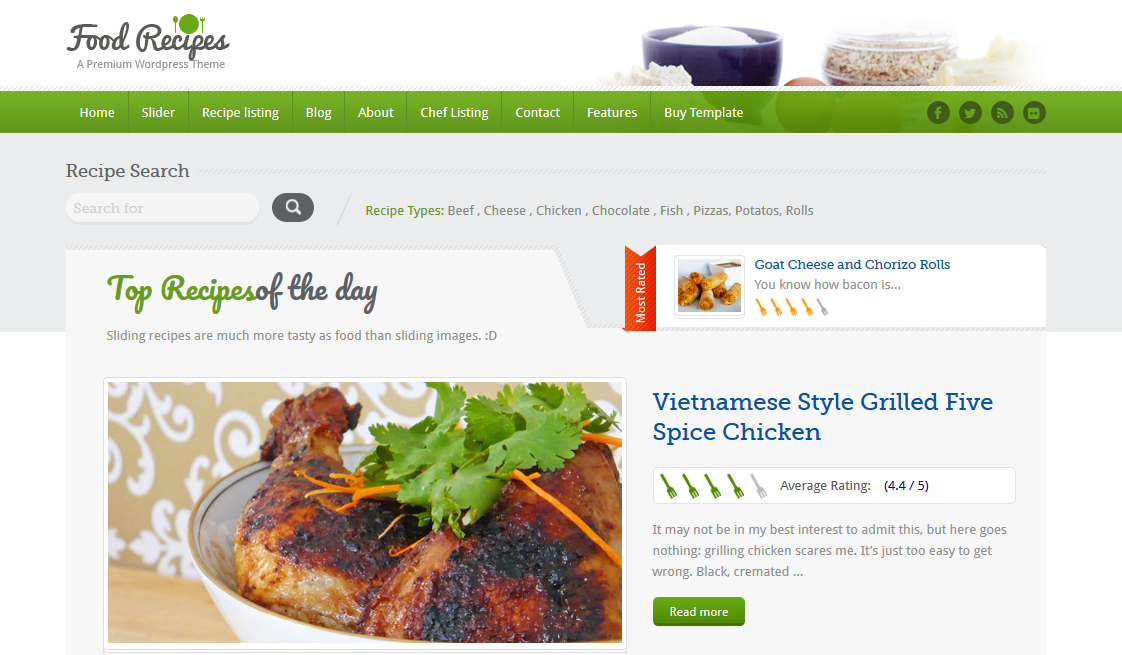 Food Recipes
A Premium Wordpress Theme
Home Slider Recipe listing Blog About Chef Listing Contact Features Buy Template
Recipe Search
Search for
Recipe Types: Beef , Cheese , Chicken , Chocolate , Fish , Pizzas, Potatos, Rolls
Most Rated
Goat Cheese and Chorizo Rolls
You know how bacon is...
Top Recipesof the day
Sliding recipes are much more tasty as food than sliding images. :D
Vietnamese Style Grilled Five
Spice Chicken
Average Rating: (4.4 / 5)
It may not be in my best interest to admit this, but here goes
nothing: grilling chicken scares me. It’s just too easy to get
wrong. Black, cremated ...
Read more